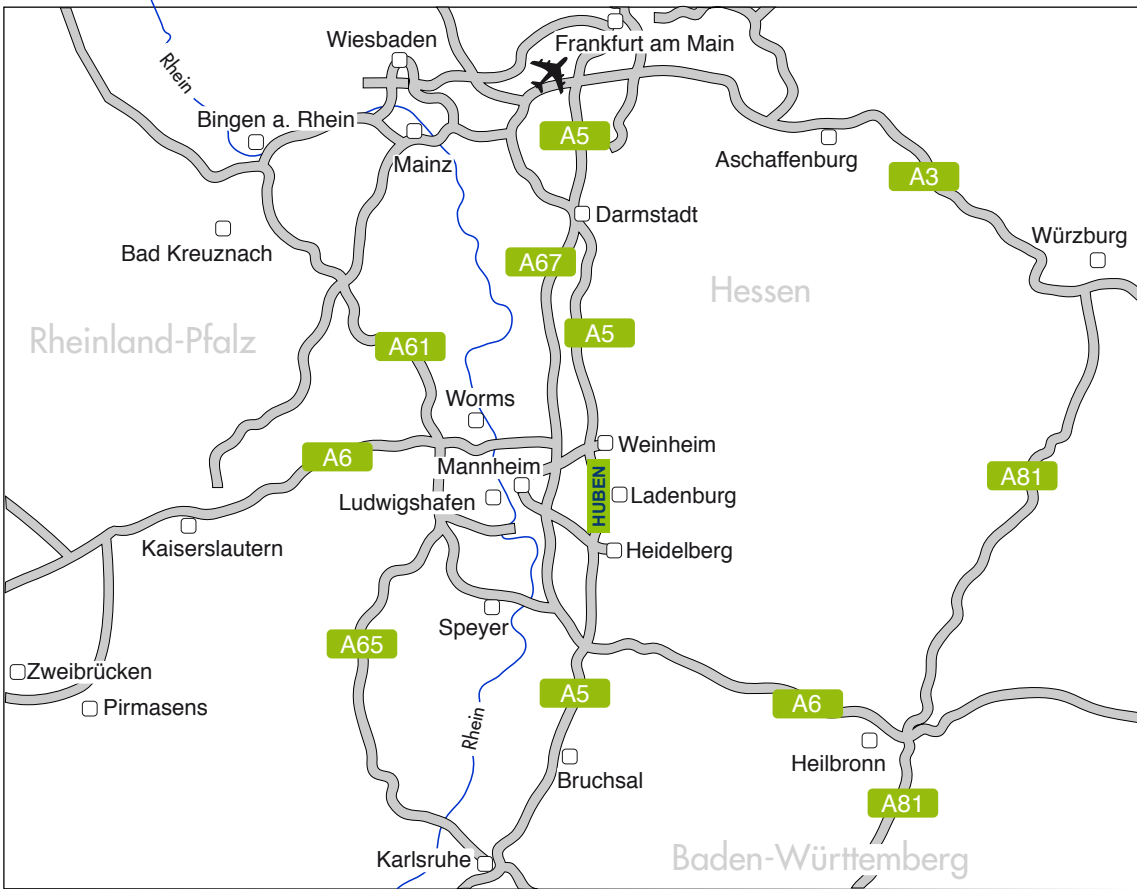 Wiesbaden
Frankfurt am Main
Rhein
Bingen a. Rhein
A5
Mainz
Aschaffenburg
A3
Darmstadt
Würzburg
Bad Kreuznach
A67
Hessen
Rheinland-Pfalz
A5
A61
Worms
Weinheim
A6
Mannheim
A81
HUBEN
Ludwigshafen
Ladenburg
Kaiserslautern
Heidelberg
Speyer
A65
Zweibrücken
A5
Pirmasens
A6
Rhein
Heilbronn
Bruchsal
A81
Karlsruhe
Baden-Württemberg